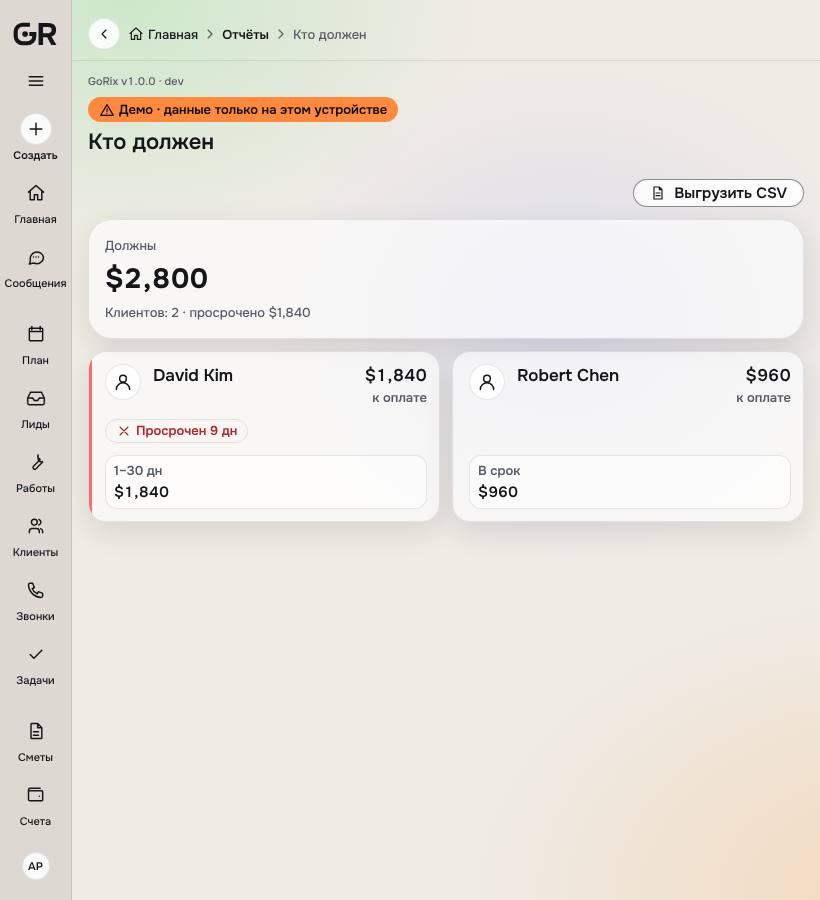 GR
Создать
Главная
Сообщения
План
Лиды
Работы
Клиенты
Звонки
Задачи
Сметы
Счета
AP
Главная > Отчёты > Кто должен
GoRix v1.0.0 · dev
Демо · данные только на этом устройстве
Кто должен
Выгрузить CSV
Должны
$2,800
Клиентов: 2 · просрочено $1,840
David Kim
$1,840
к оплате
Просрочен 9 дн
1–30 дн
$1,840
Robert Chen
$960
к оплате
В срок
$960